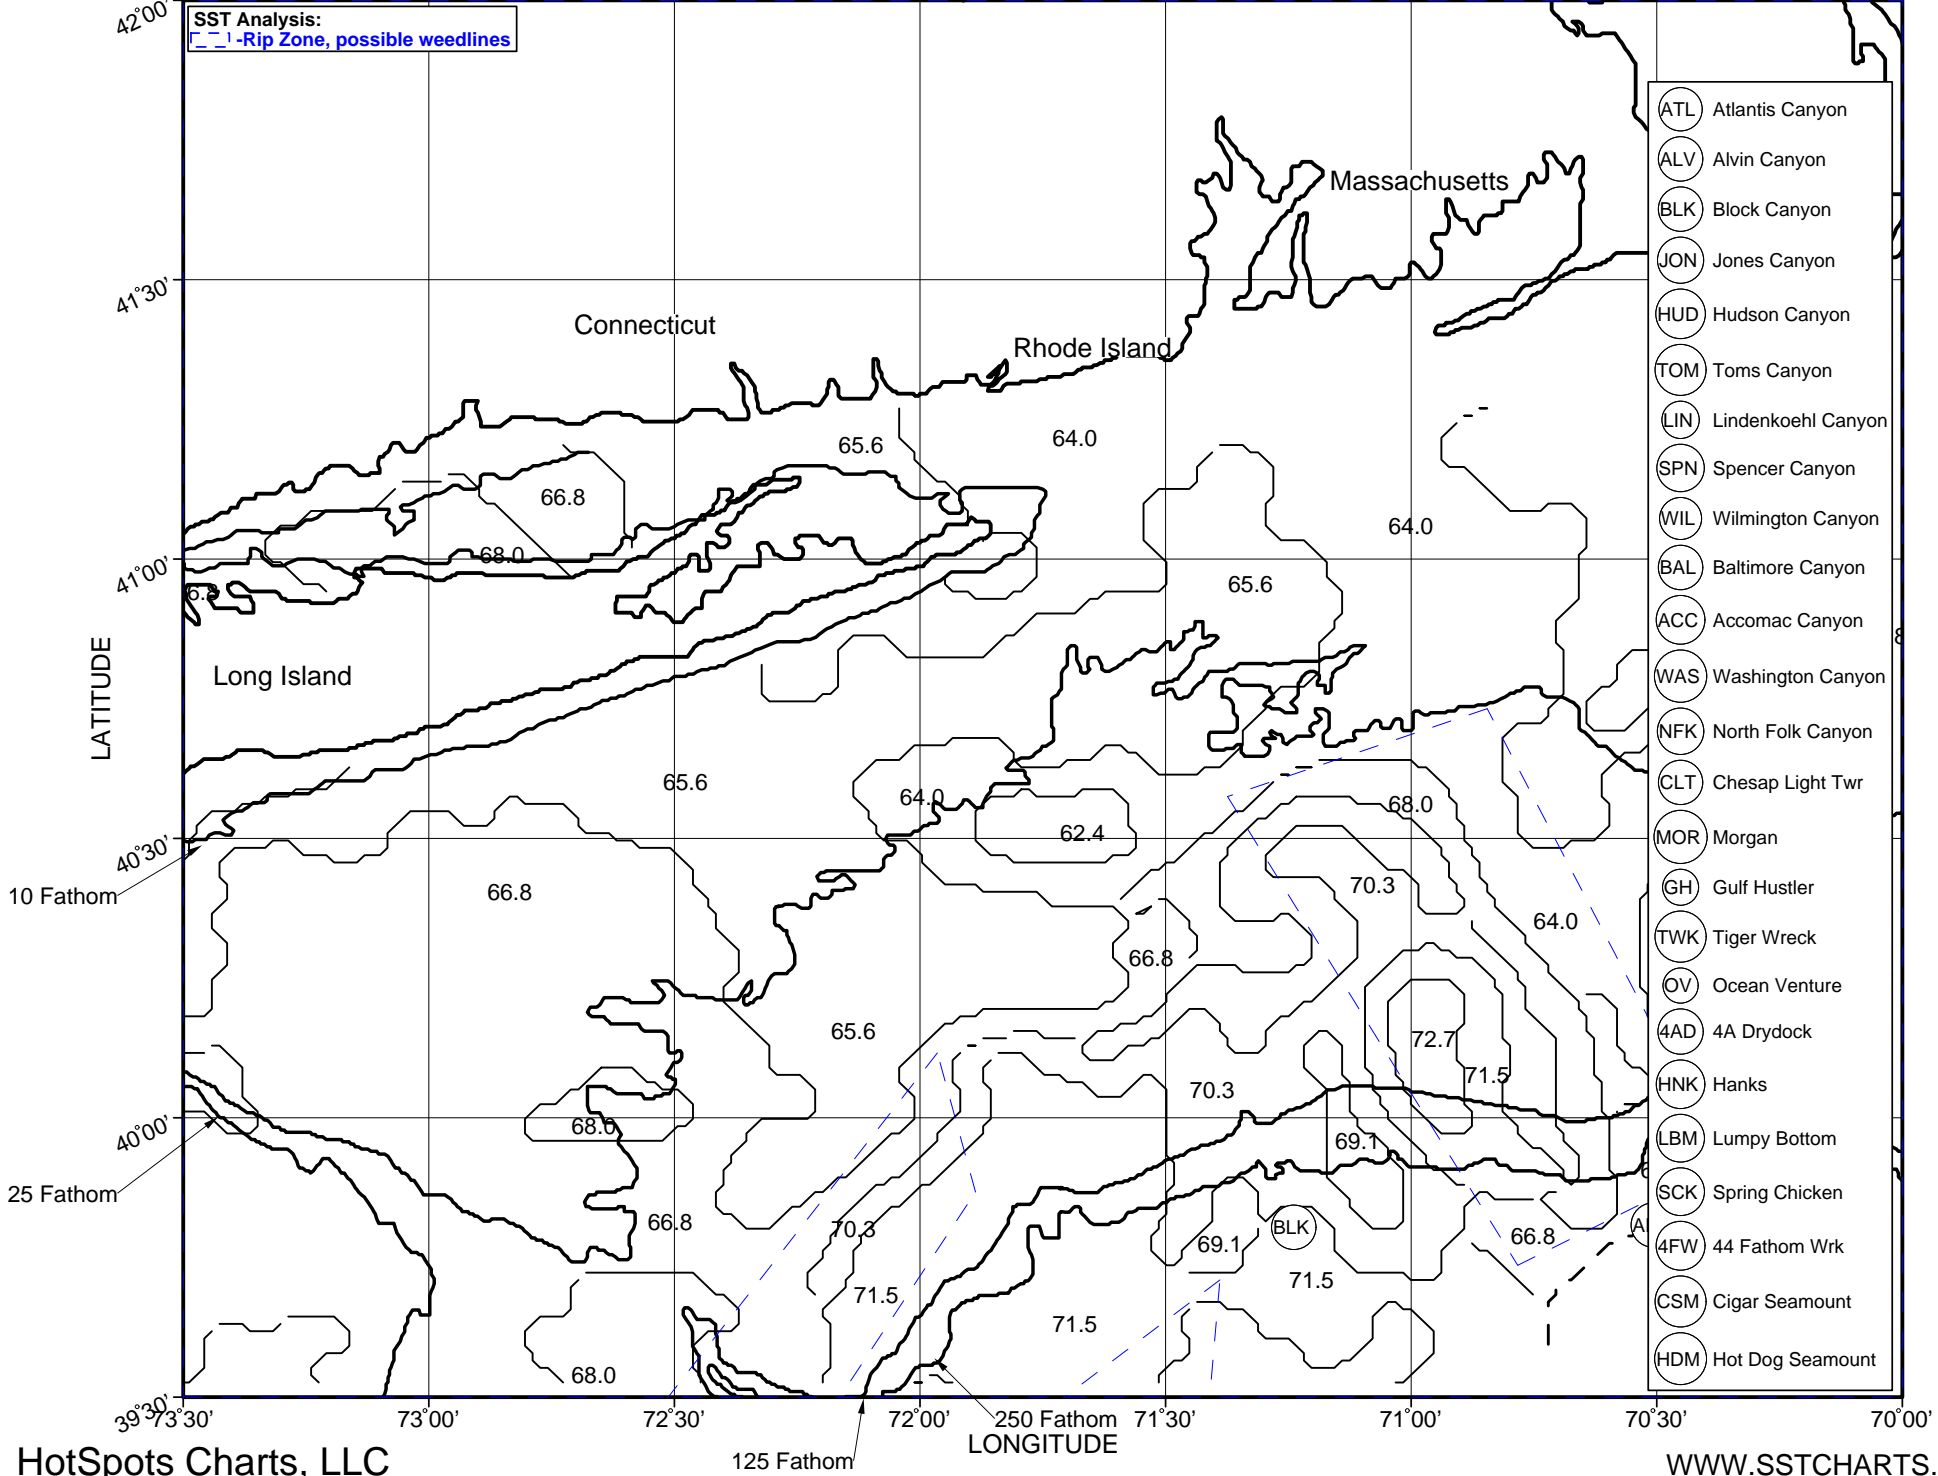 42°00'
SST Analysis:
-Rip Zone, possible weedlines
ATL Atlantis Canyon
ALV Alvin Canyon
Massachusetts
BLK Block Canyon
JON Jones Canyon
41°30'
HUD Hudson Canyon
Connecticut
Rhode Island
TOM Toms Canyon
LIN Lindenkoehl Canyon
65.6
64.0
SPN Spencer Canyon
66.8
WIL Wilmington Canyon
64.0
68.0
41°00'
BAL Baltimore Canyon
65.6
6.8
ACC Accomac Canyon
8
LATITUDE
Long Island
WAS Washington Canyon
NFK North Folk Canyon
65.6
CLT Chesap Light Twr
64.0
68.0
62.4
MOR Morgan
40°30'
10 Fathom
66.8
70.3
GH Gulf Hustler
64.0
TWK Tiger Wreck
66.8
OV Ocean Venture
65.6
4AD 4A Drydock
72.7
71.5
70.3
HNK Hanks
40°00'
68.0
69.1
LBM Lumpy Bottom
6
25 Fathom
SCK Spring Chicken
66.8
70.3
BLK
A
69.1
66.8
4FW 44 Fathom Wrk
71.5
71.5
CSM Cigar Seamount
71.5
68.0
HDM Hot Dog Seamount
39°30'
73°30' 73°00' 72°30' 72°00' 71°30' 71°00' 70°30' 70°00'
250 Fathom
LONGITUDE
125 Fathom
HotSpots Charts, LLC
WWW.SSTCHARTS.